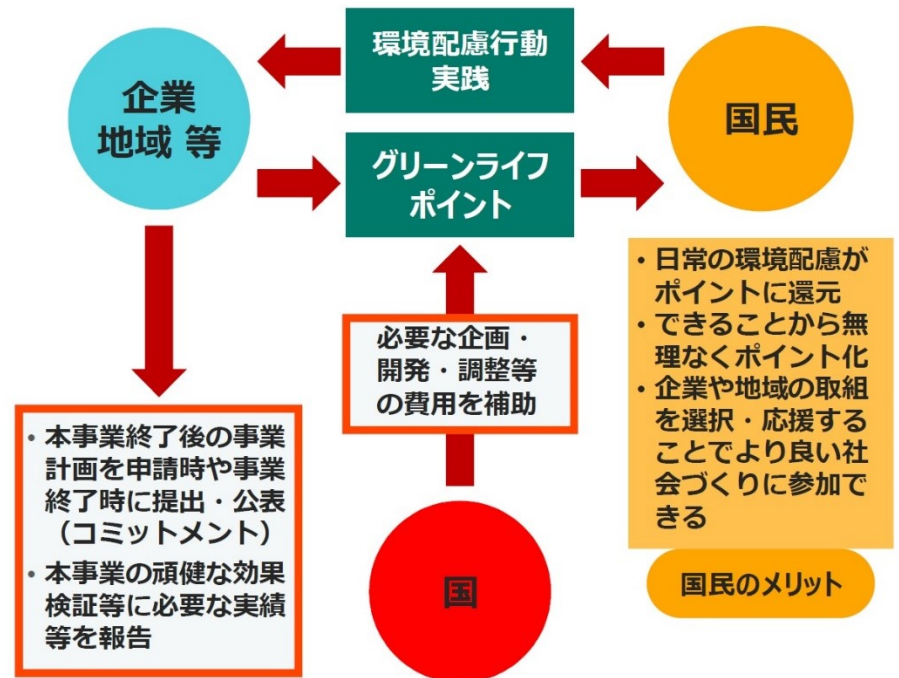 環境配慮行動
実践
企業
地域 等
国民
グリーンライフ
ポイント
・日常の環境配慮が
ポイントに還元
・できることから無
理なくポイント化
・企業や地域の取組
を選択・応援する
ことでより良い社
会づくりに参加で
きる
必要な企画・
開発・調整等
の費用を補助
・本事業終了後の事業
計画を申請時や事業
終了時に提出・公表
（コミットメント）
・本事業の頑健な効果
検証等に必要な実績
等を報告
国
国民のメリット